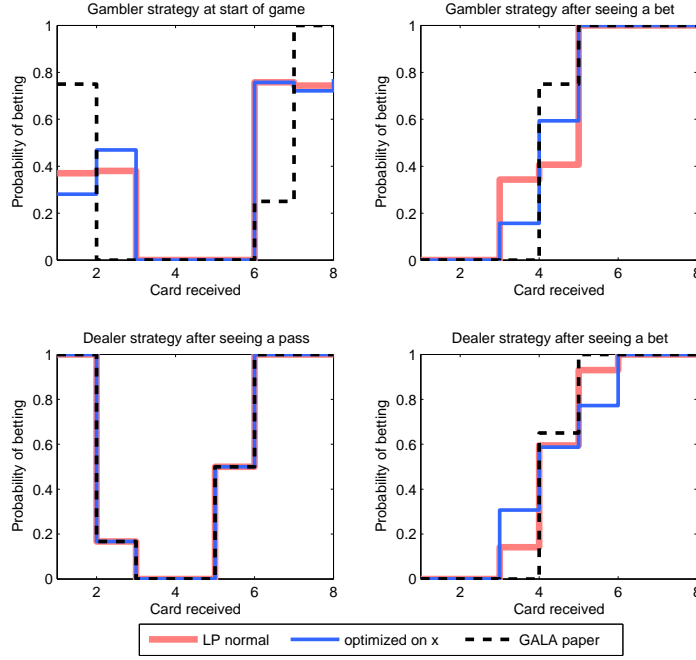 Gambler strategy at start of game
Gambler strategy after seeing a bet
1
0.8
0.6
0.4
0.2
0
Probability of betting
2 4 6 8
Card received
1
0.8
0.6
0.4
0.2
0
Probability of betting
2 4 6 8
Card received
Dealer strategy after seeing a pass
Dealer strategy after seeing a bet
1
0.8
0.6
0.4
0.2
0
Probability of betting
2 4 6 8
Card received
1
0.8
0.6
0.4
0.2
0
Probability of betting
2 4 6 8
Card received
LP normal optimized on x GALA paper